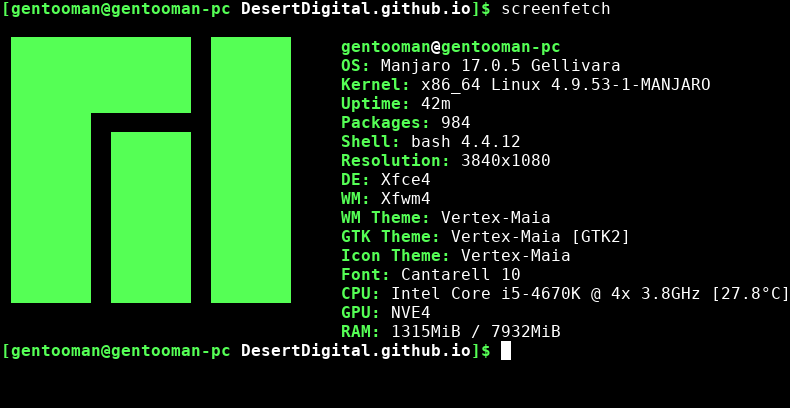 [gentooman@gentooman-pc DesertDigital.github.io]$ screenfetch
gentooman@gentooman-pc
OS: Manjaro 17.0.5 Gellivara
Kernel: x86_64 Linux 4.9.53-1-MANJARO
Uptime: 42m
Packages: 984
Shell: bash 4.4.12
Resolution: 3840x1080
DE: Xfce4
WM: Xfwm4
WM Theme: Vertex-Maia
GTK Theme: Vertex-Maia [GTK2]
Icon Theme: Vertex-Maia
Font: Cantarell 10
CPU: Intel Core i5-4670K @ 4x 3.8GHz [27.8°C]
GPU: NVE4
RAM: 1315MiB / 7932MiB
[gentooman@gentooman-pc DesertDigital.github.io]$